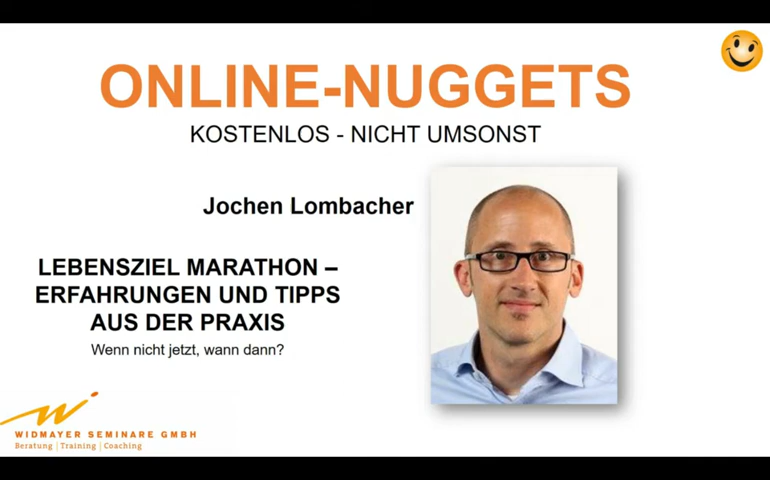 ONLINE-NUGGETS
KOSTENLOS - NICHT UMSONST
Jochen Lombacher
LEBENSZIEL MARATHON –
ERFAHRUNGEN UND TIPPS
AUS DER PRAXIS
Wenn nicht jetzt, wann dann?
WIDMAYER SEMINARE GMBH
Beratung | Training | Coaching